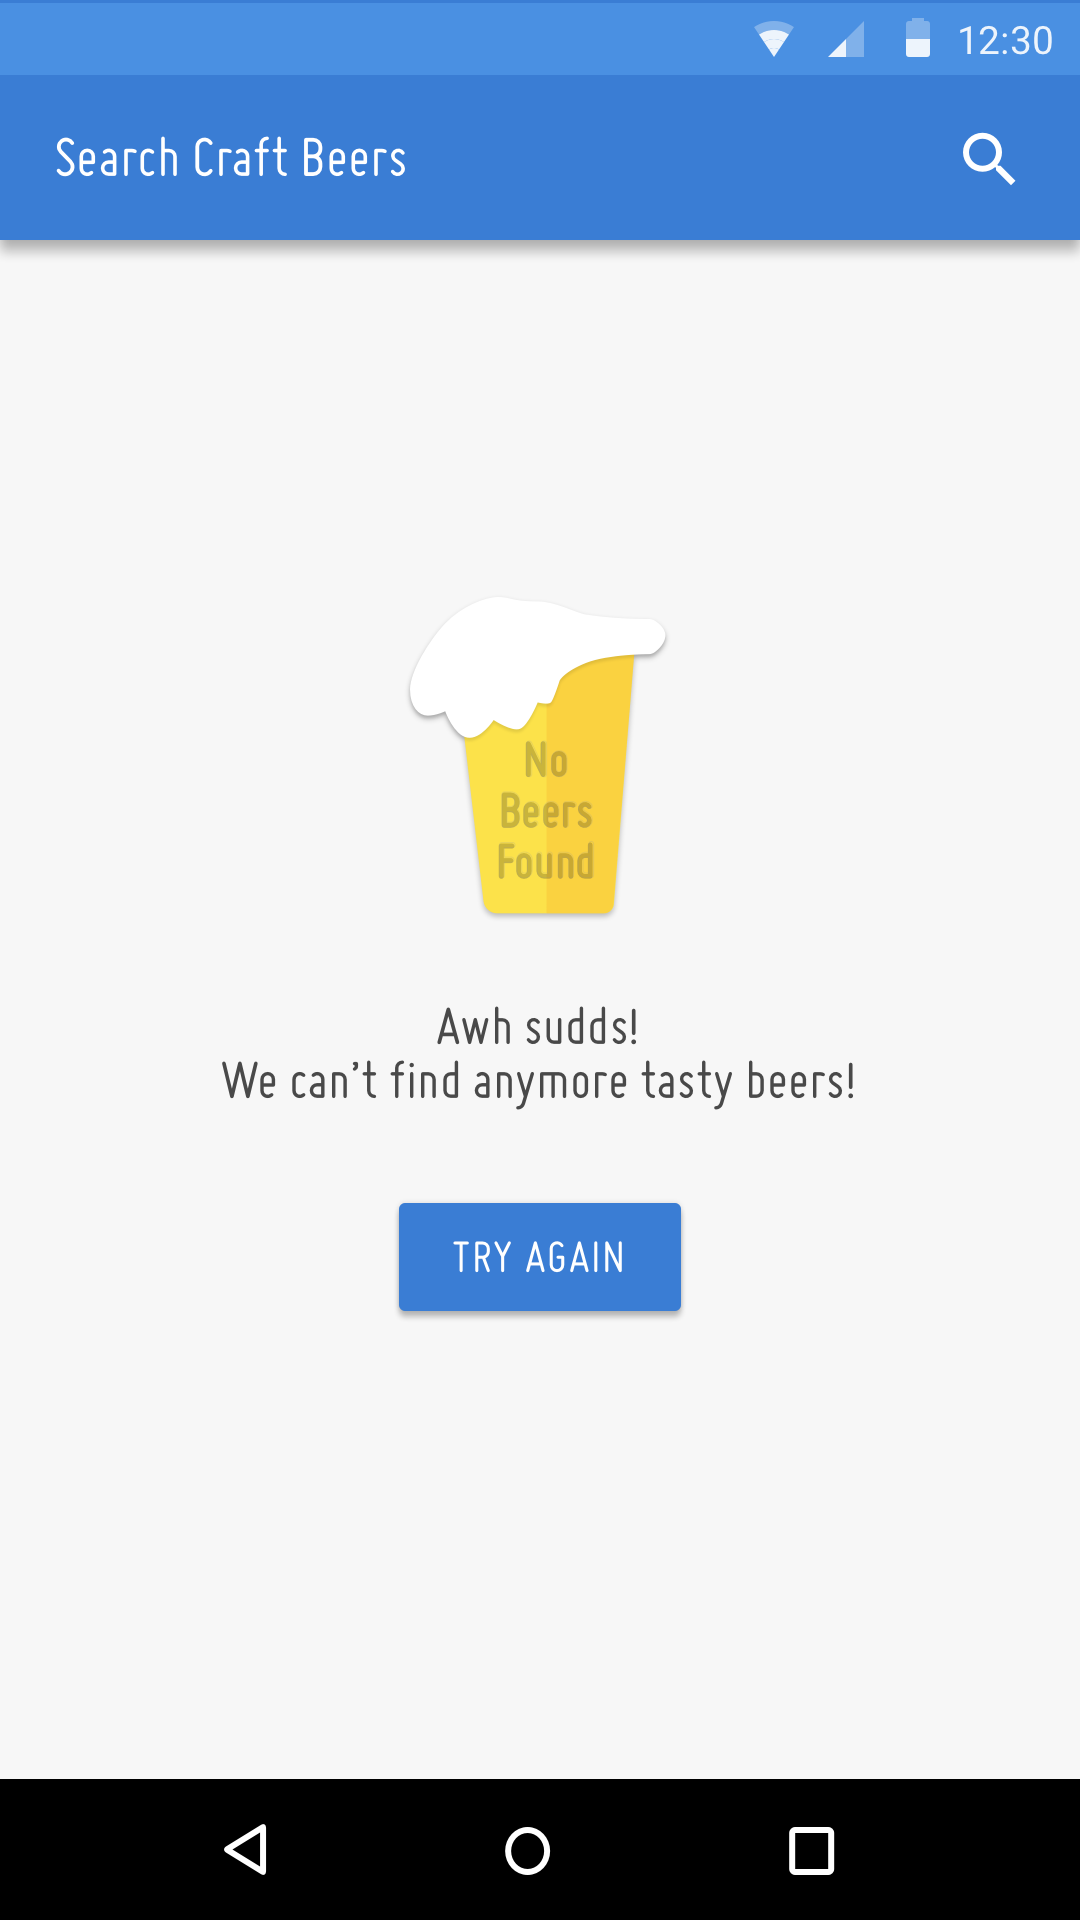 12:30
Search Craft Beers
No
Beers
Found
Awh sudds!
We can’t find anymore tasty beers!
TRY AGAIN